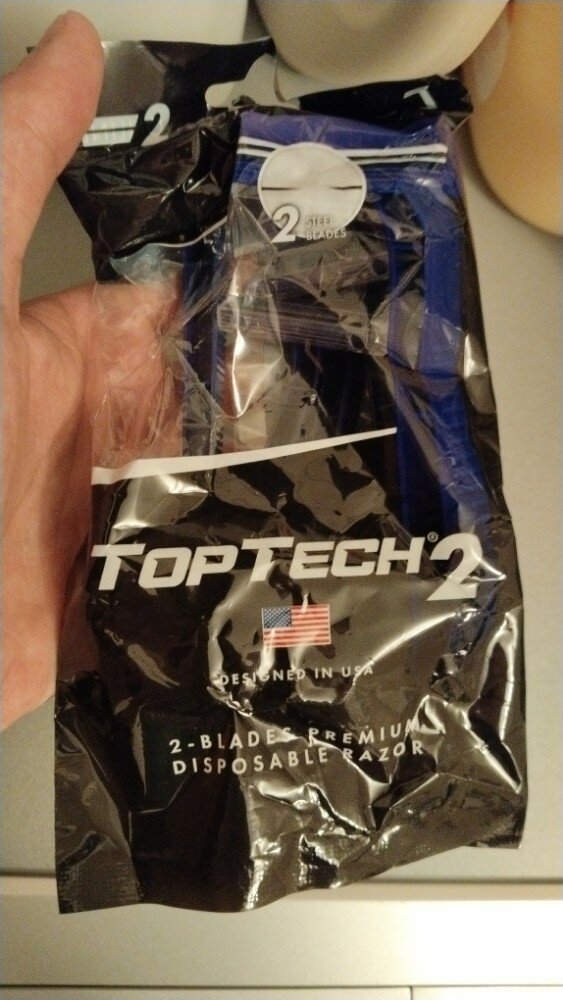 2
T
2 STEEL
BLADES
TOPTECH® 2
DESIGNED IN USA
2-BLADES PREMIUM
DISPOSABLE RAZOR